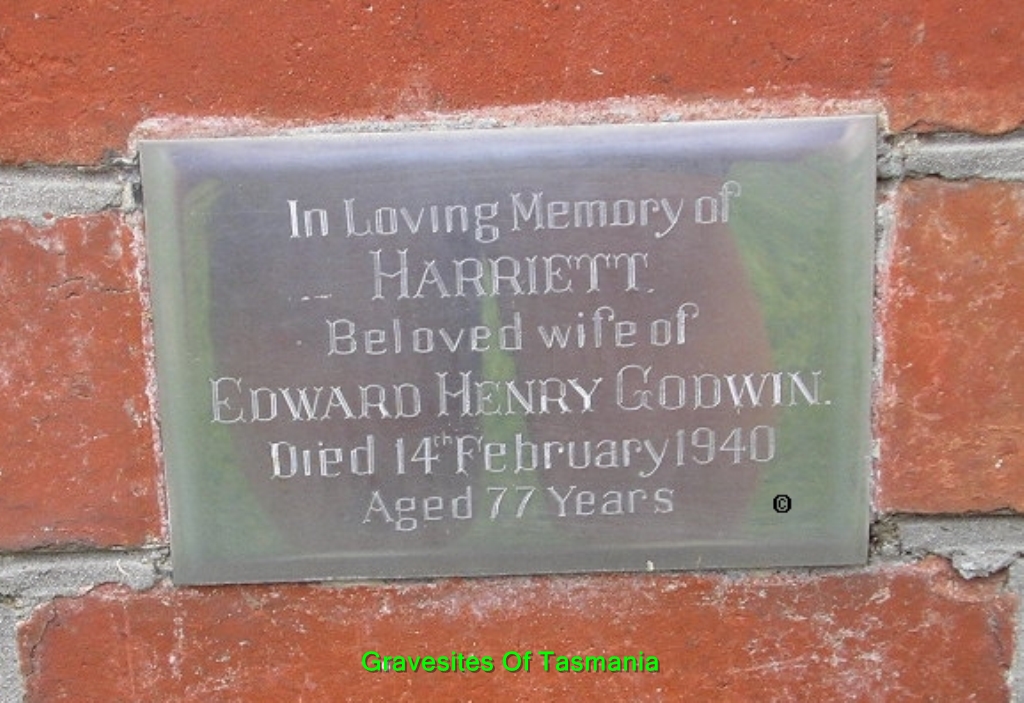 In Loving Memory of
HARRIETT.
Beloved wife of
EDWARD HENRY GODWIN.
Died 14th February 1940
Aged 77 Years
©
Gravesites Of Tasmania